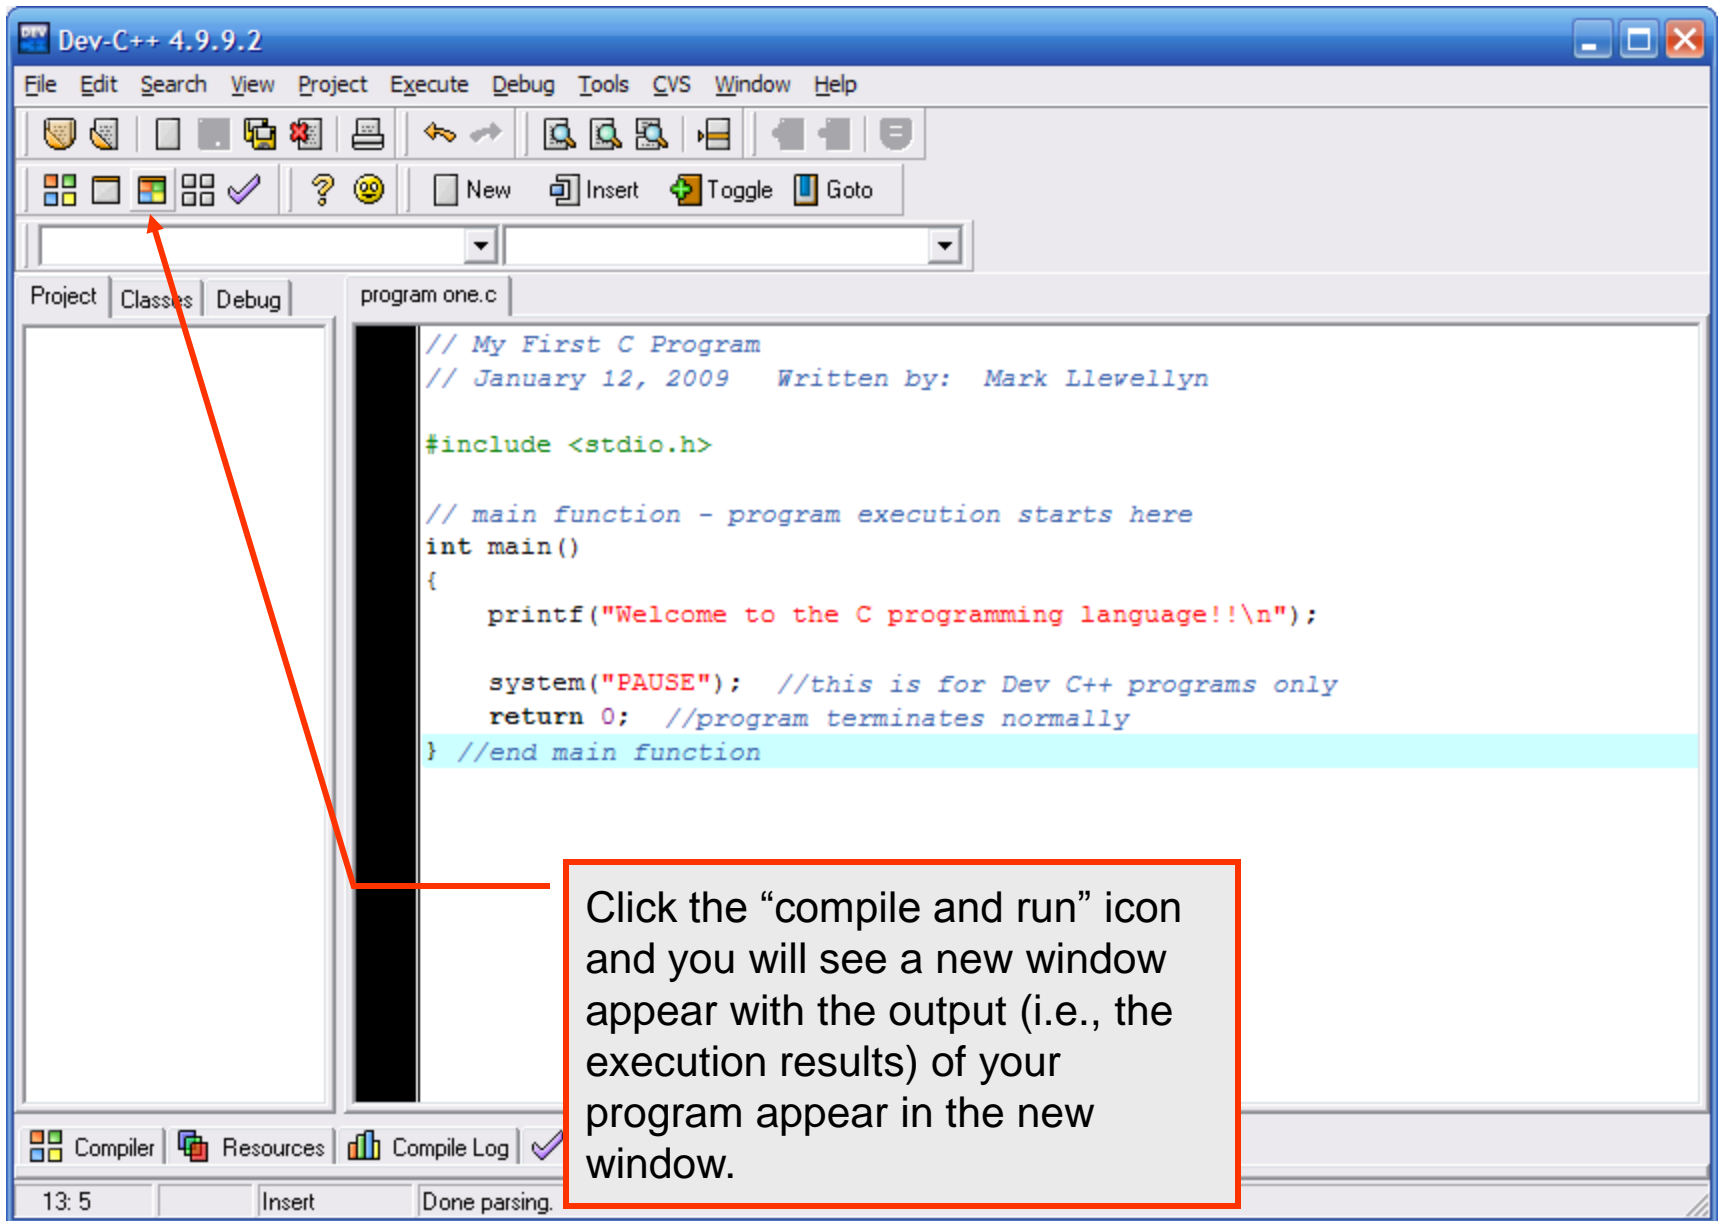 DEV Dev-C++ 4.9.9.2
File Edit Search View Project Execute Debug Tools CVS Window Help
New Insert Toggle Goto
Project Classes Debug program one.c
// My First C Program
// January 12, 2009 Written by: Mark Llevellyn
#include <stdio.h>
// main function - program execution starts here
int main()
{
printf("Welcome to the C programming language!!\n");
system("PAUSE"); //this is for Dev C++ programs only
return 0; //program terminates normally
} //end main function
Click the “compile and run” icon
and you will see a new window
appear with the output (i.e., the
execution results) of your
program appear in the new
window.
Compiler Resources Compile Log
13: 5 Insert Done parsing.